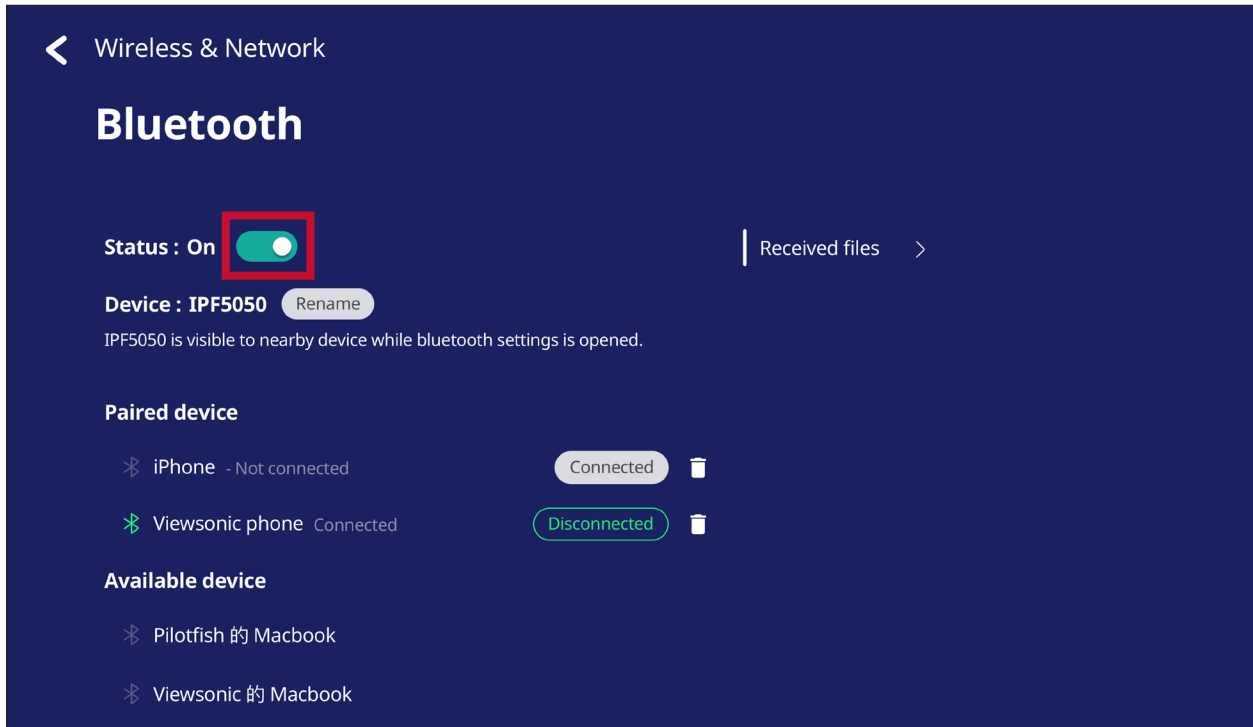 Wireless & Network
Bluetooth
Status : On
Received files
Device : IPF5050 Rename
IPF5050 is visible to nearby device while bluetooth settings is opened.
Paired device
iPhone - Not connected Connected
Viewsonic phone Connected Disconnected
Available device
Pilotfish 的 Macbook
Viewsonic 的 Macbook